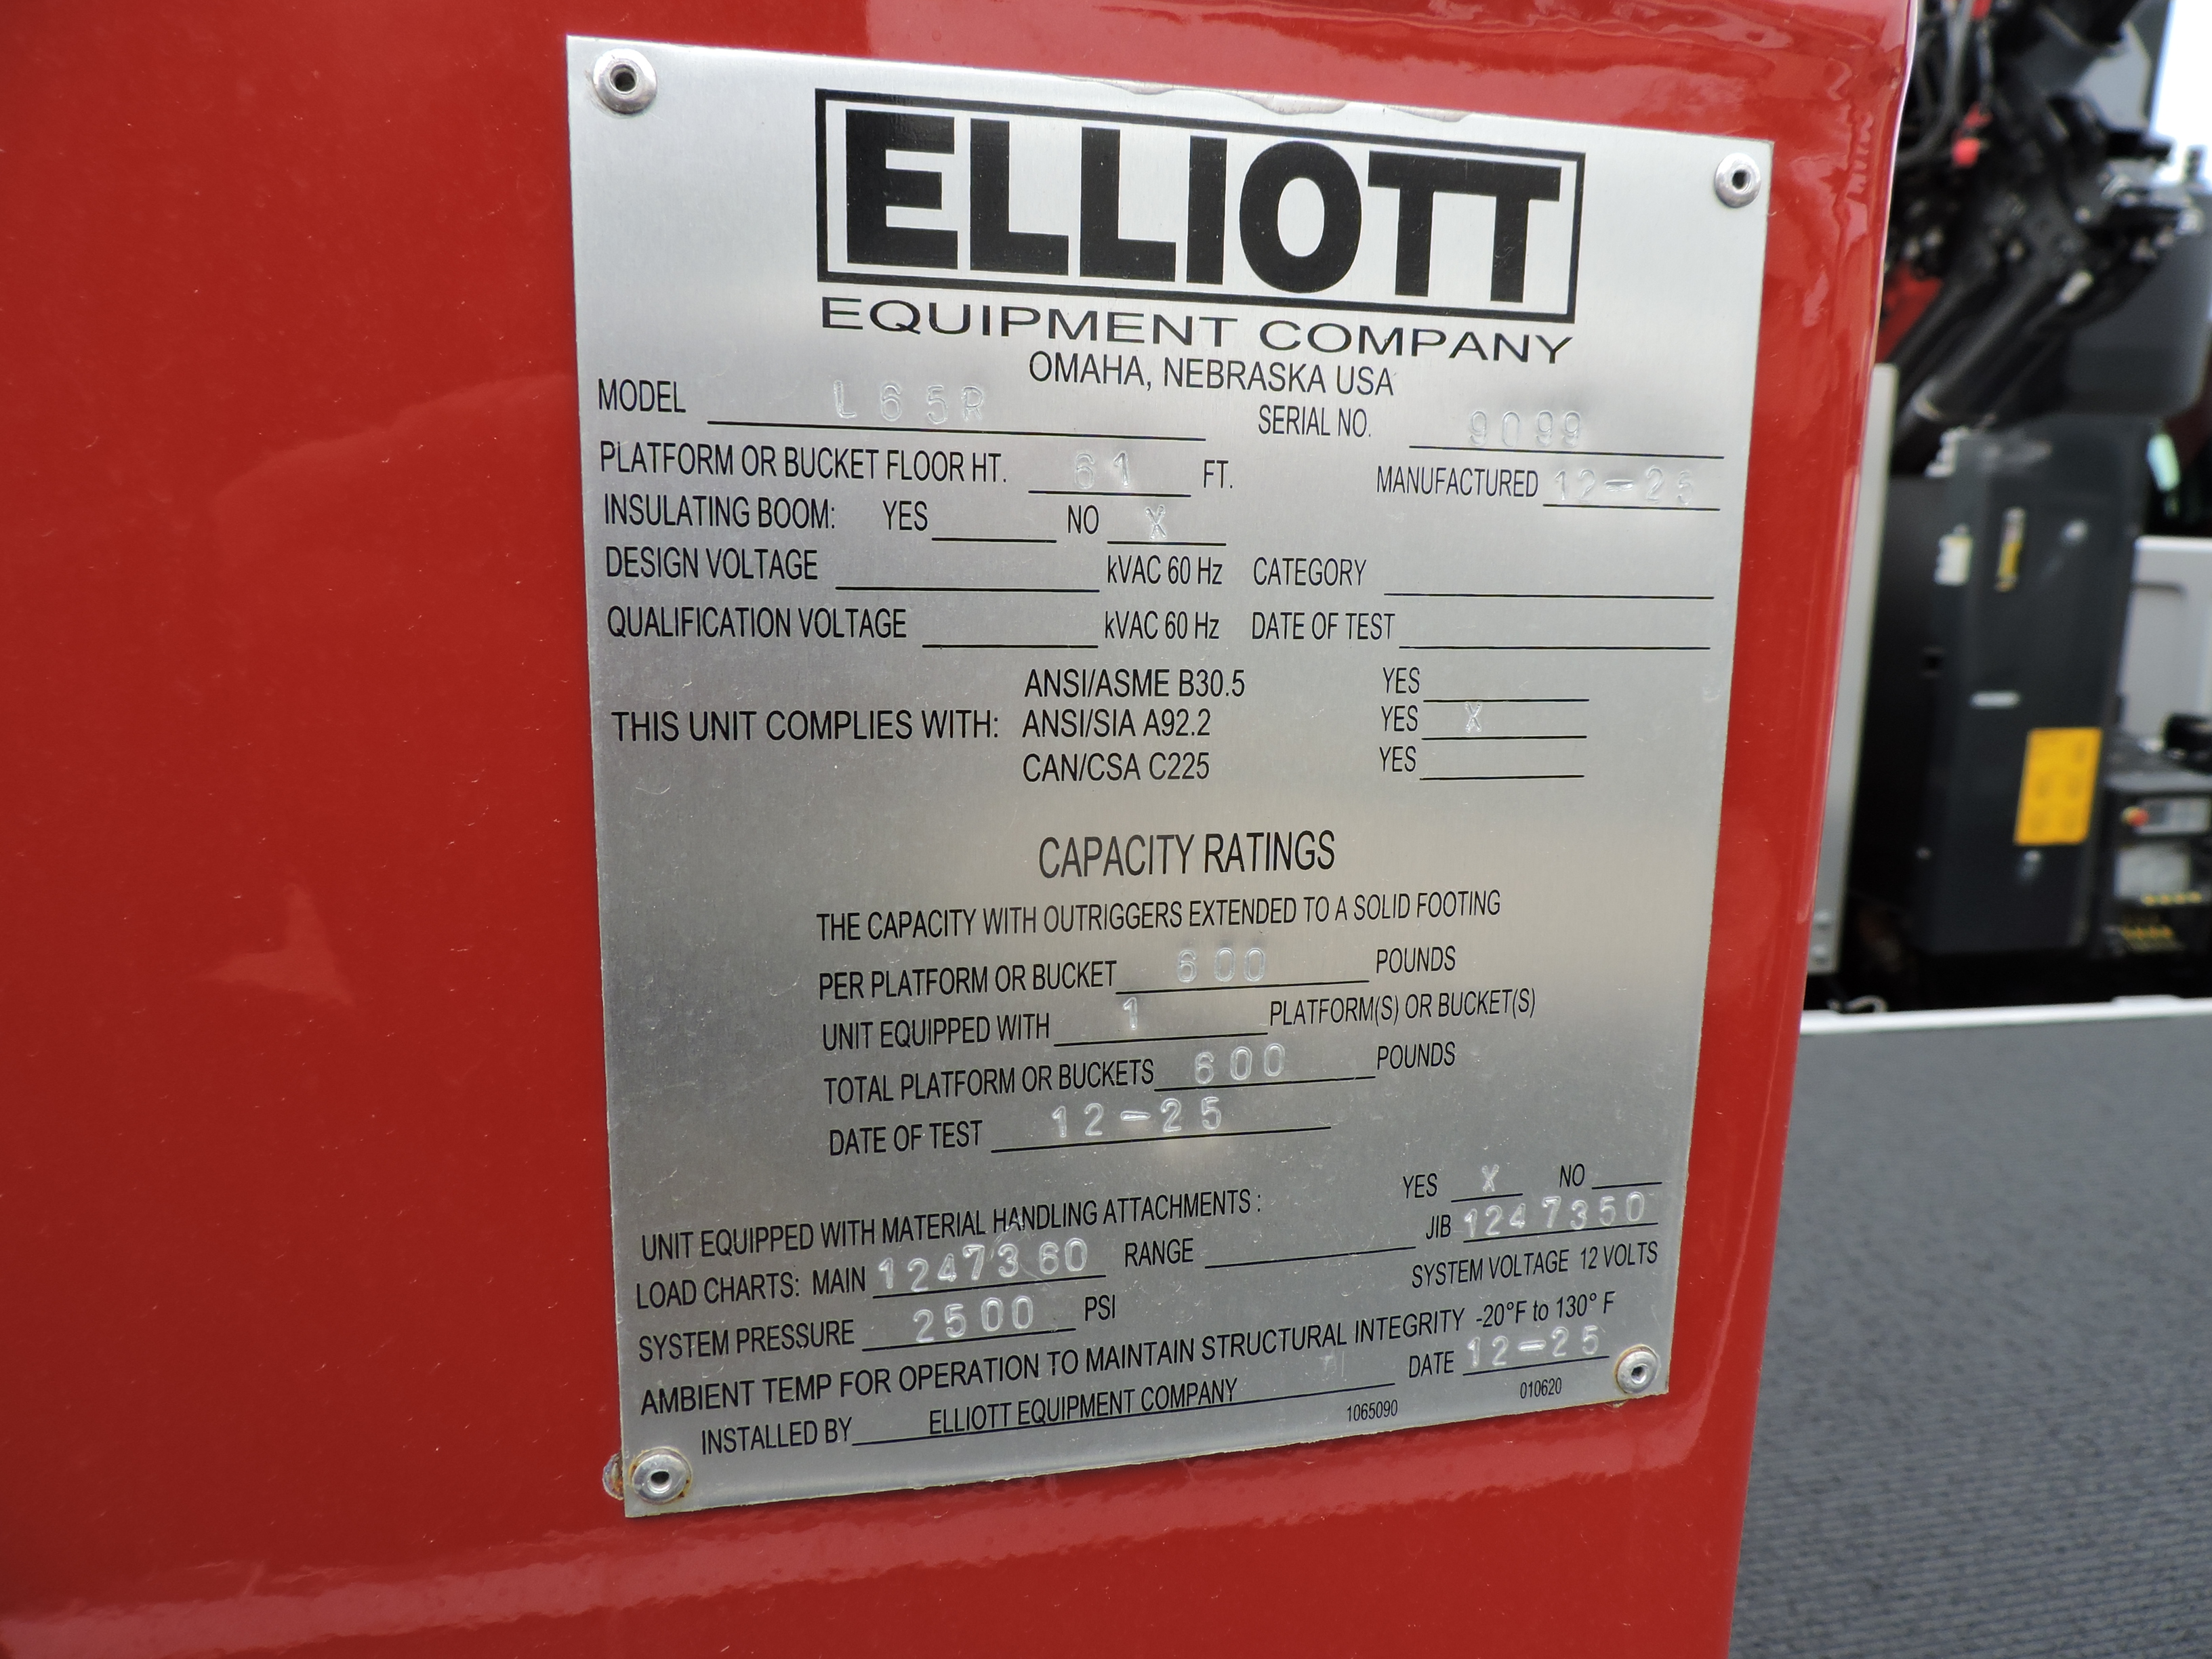 ELLIOTT
EQUIPMENT COMPANY
OMAHA, NEBRASKA USA
MODEL L65R SERIAL NO. 9099
PLATFORM OR BUCKET FLOOR HT. 61 FT. MANUFACTURED 12-25
INSULATING BOOM: YES NO X
DESIGN VOLTAGE kVAC 60 Hz CATEGORY
QUALIFICATION VOLTAGE kVAC 60 Hz DATE OF TEST
ANSI/ASME B30.5 YES
THIS UNIT COMPLIES WITH: ANSI/SIA A92.2 YES X
CAN/CSA C225 YES
CAPACITY RATINGS
THE CAPACITY WITH OUTRIGGERS EXTENDED TO A SOLID FOOTING
PER PLATFORM OR BUCKET 600 POUNDS
UNIT EQUIPPED WITH 1 PLATFORM(S) OR BUCKET(S)
TOTAL PLATFORM OR BUCKETS 600 POUNDS
DATE OF TEST 12-25
UNIT EQUIPPED WITH MATERIAL HANDLING ATTACHMENTS : YES X NO
LOAD CHARTS: MAIN 1247360 RANGE JIB 1247350
SYSTEM PRESSURE 2500 PSI SYSTEM VOLTAGE 12 VOLTS
AMBIENT TEMP FOR OPERATION TO MAINTAIN STRUCTURAL INTEGRITY -20°F to 130° F
INSTALLED BY ELLIOTT EQUIPMENT COMPANY DATE 12-25
1065090 010620